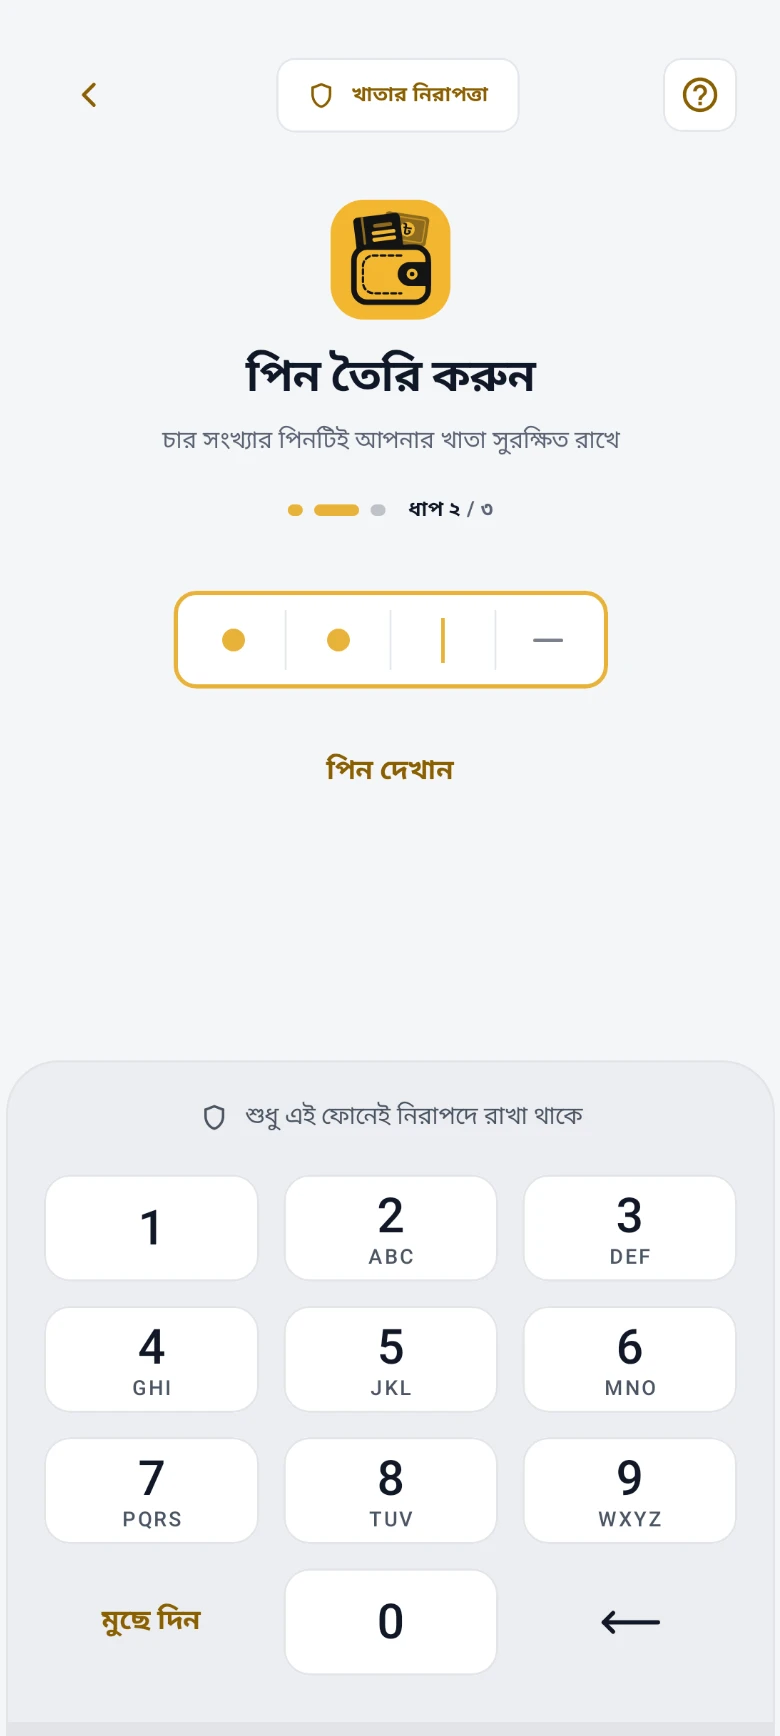 খাতার নিরাপত্তা
৳
পিন তৈরি করুন
চার সংখ্যার পিনটিই আপনার খাতা সুরক্ষিত রাখে
ধাপ ২ / ৩
পিন দেখান
শুধু এই ফোনেই নিরাপদে রাখা থাকে
1 2 3
ABC DEF
4 5 6
GHI JKL MNO
7 8 9
PQRS TUV WXYZ
মুছে দিন 0